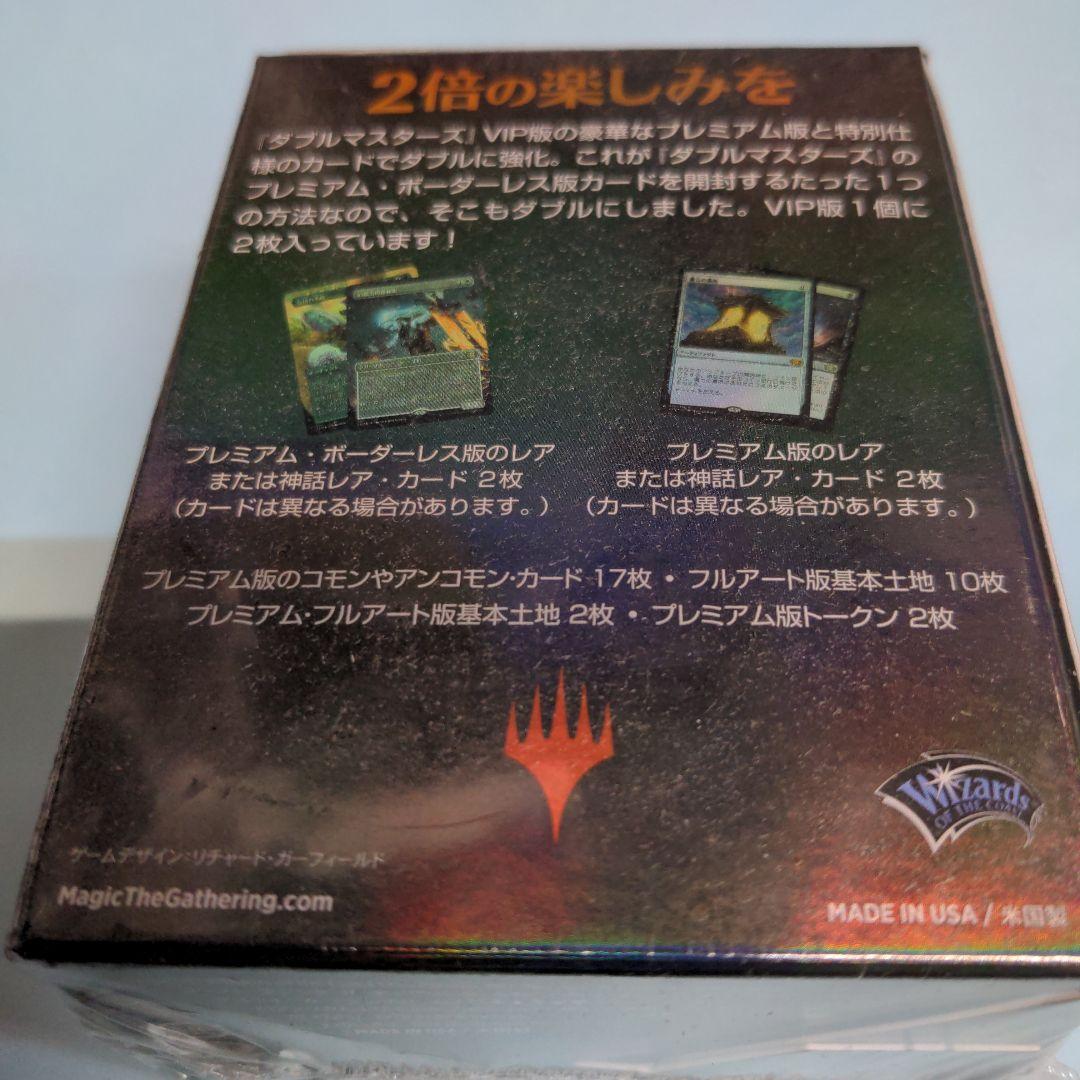 2倍の楽しみを
『ダブルマスターズ』VIP版の豪華なプレミアム版と特別仕
様のカードでダブルに強化。これが『ダブルマスターズ』の
プレミアム・ボーダーレス版カードを開封するたった1つ
の方法なので、そこもダブルにしました。VIP版1個に
2枚入っています!
プレミアム・ボーダーレス版のレア
または神話レア・カード 2枚
(カードは異なる場合があります。)
プレミアム版のレア
または神話レア・カード 2枚
(カードは異なる場合があります。)
プレミアム版のコモンやアンコモン・カード 17枚 • フルアート版基本土地 10枚
プレミアム・フルアート版基本土地 2枚 • プレミアム版トークン 2枚
Wizards
OF THE COAST
ゲームデザイン:リチャード・ガーフィールド
MagicTheGathering.com
MADE IN USA / 米国製